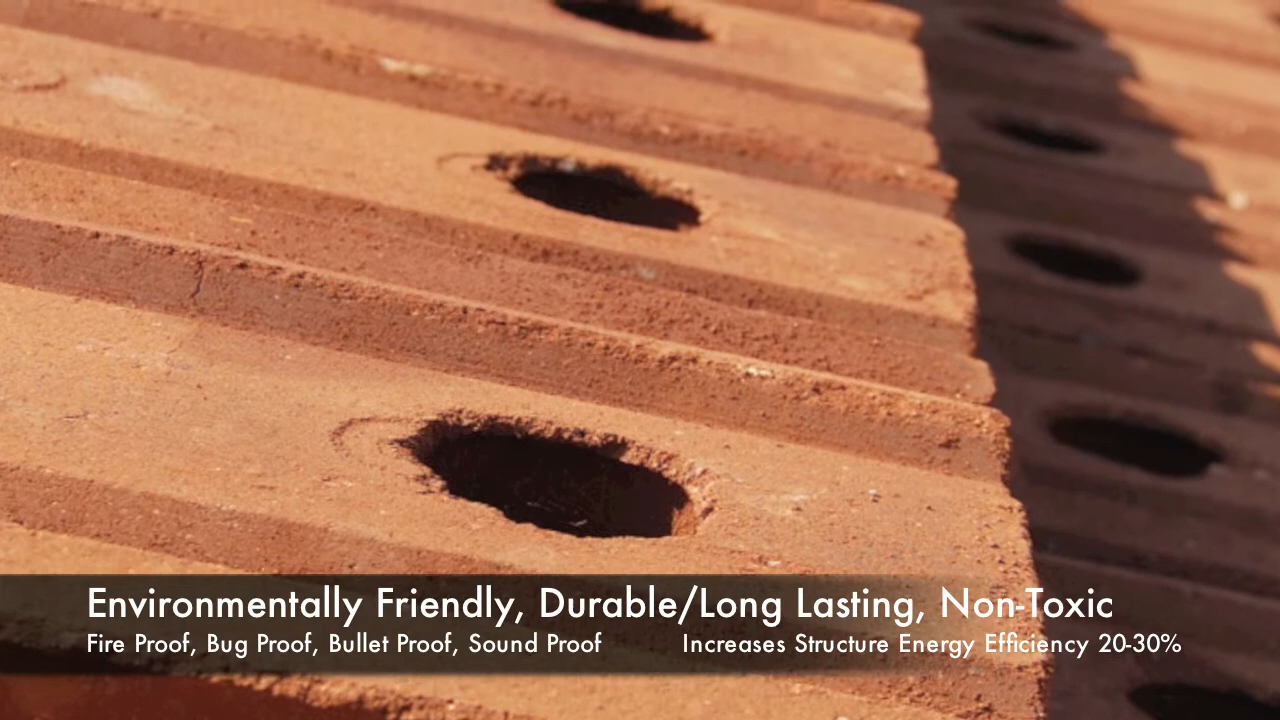 Environmentally Friendly, Durable/Long Lasting, Non-Toxic
Fire Proof, Bug Proof, Bullet Proof, Sound Proof Increases Structure Energy Efficiency 20-30%